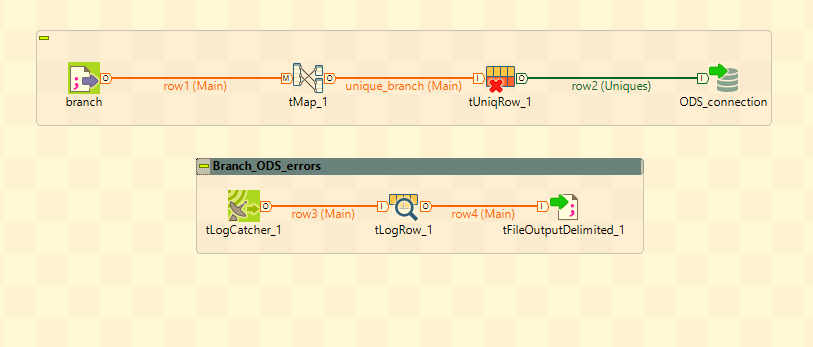 row1 (Main)
unique_branch (Main)
row2 (Uniques)
branch
tMap_1
tUniqRow_1
ODS_connection
Branch_ODS_errors
row3 (Main)
row4 (Main)
tLogCatcher_1
tLogRow_1
tFileOutputDelimited_1
O
M
O
I
O
I
O
I
O
I